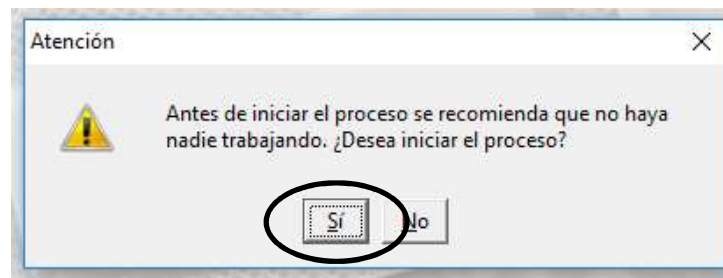 Atención
Antes de iniciar el proceso se recomienda que no haya
nadie trabajando. ¿Desea iniciar el proceso?
Sí No